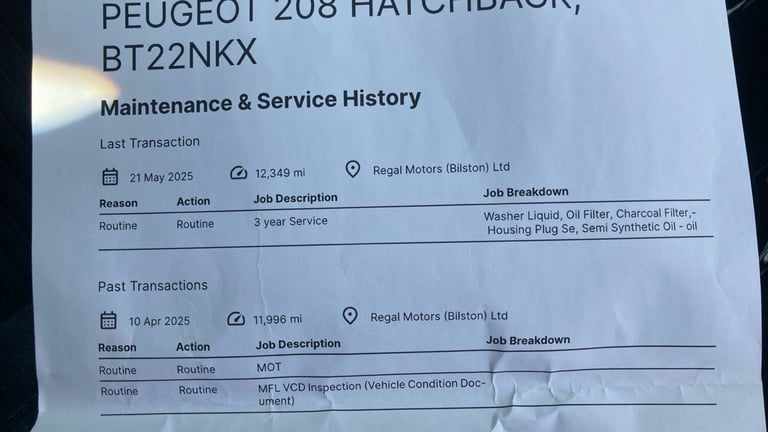 PEUGEOT 208 HATCHBACK,
BT22NKX
Maintenance & Service History
Last Transaction
21 May 2025 12,349 mi Regal Motors (Bilston) Ltd
Reason Action Job Description Job Breakdown
Routine Routine 3 year Service Washer Liquid, Oil Filter, Charcoal Filter,-
Housing Plug Se, Semi Synthetic Oil - oil
Past Transactions
10 Apr 2025 11,996 mi Regal Motors (Bilston) Ltd
Reason Action Job Description Job Breakdown
Routine Routine MOT
Routine Routine MFL VCD Inspection (Vehicle Condition Doc-
ument)